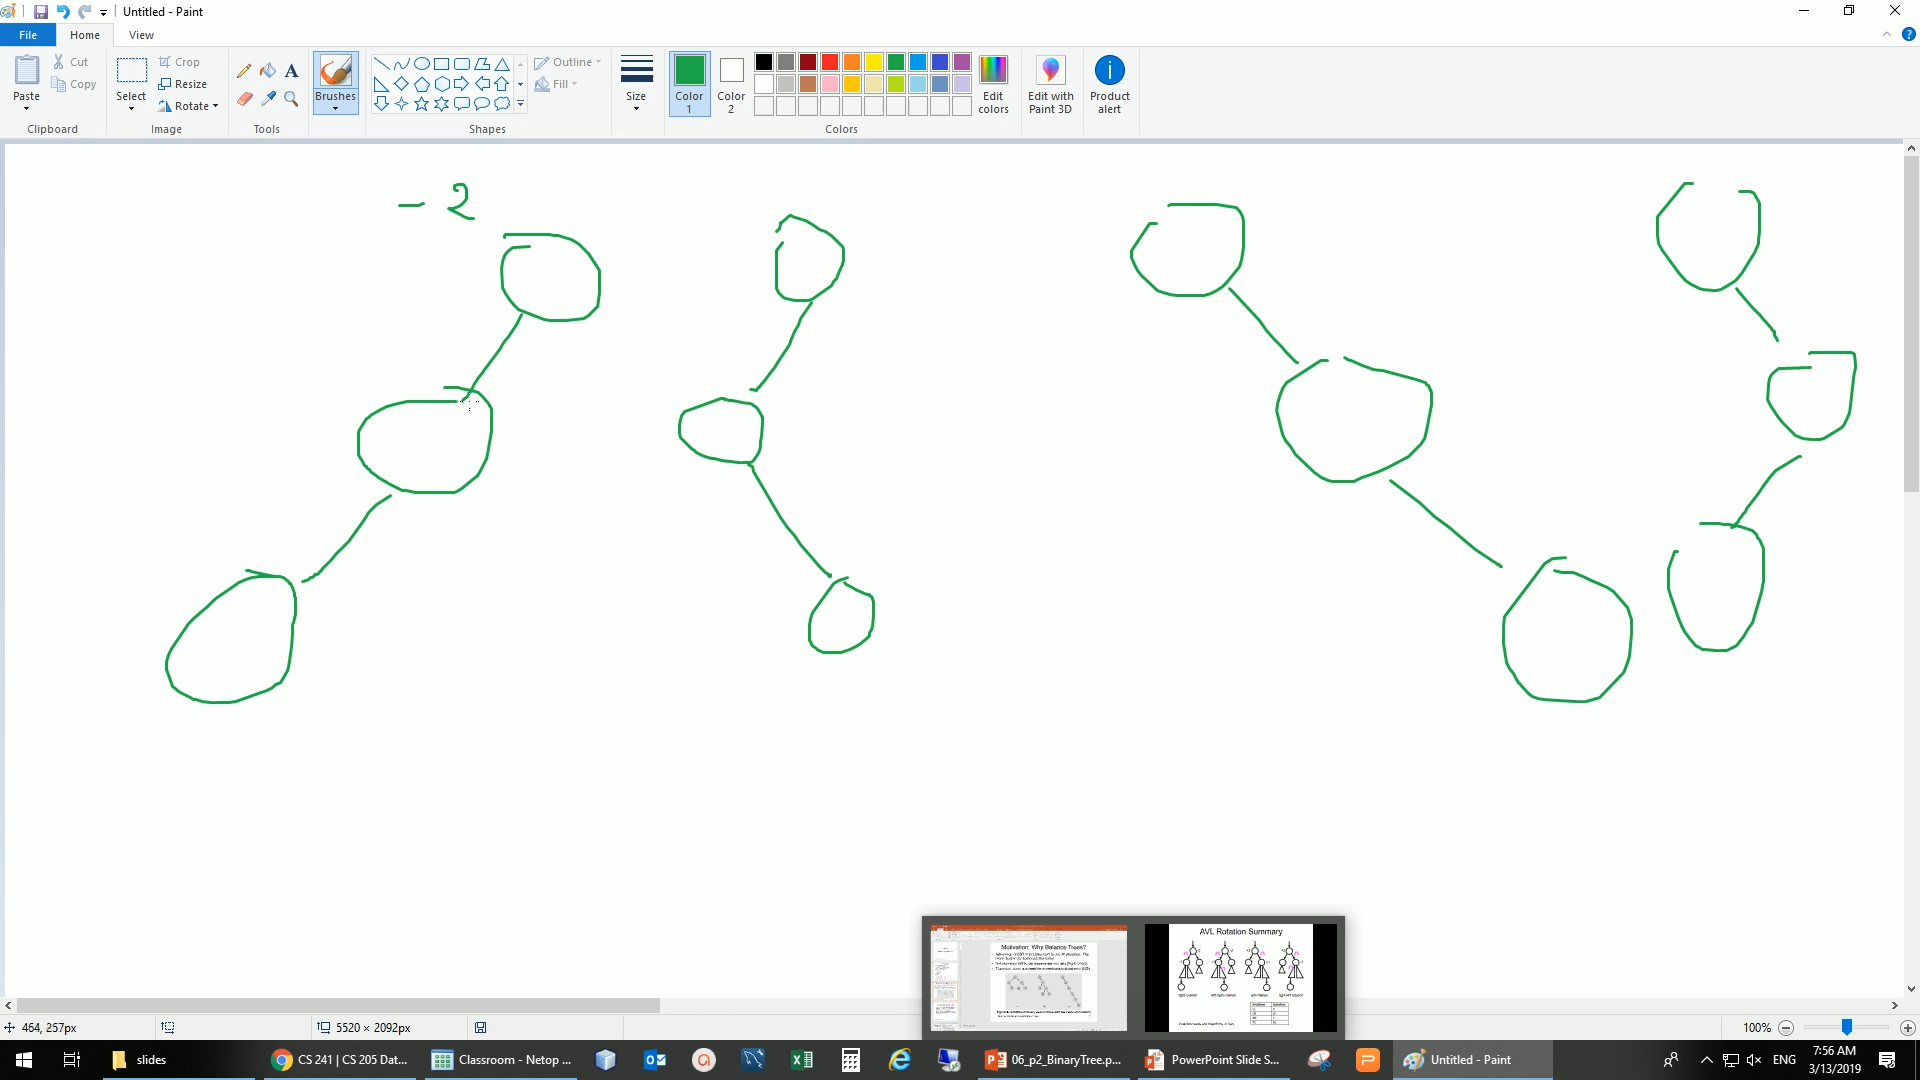 Untitled - Paint
File Home View
Paste
Cut
Copy
Clipboard
Select
Crop
Resize
Rotate
Image
Tools
Brushes
Shapes
Outline
Fill
Size
Color 1
Color 2
Colors
Edit colors
Edit with Paint 3D
Product alert
- 2
Motivation: Why Balance Trees?
AVL Rotation Summary
464, 257px
5520 × 2092px
100%
slides
CS 241 | CS 205 Dat...
Classroom - Netop ...
06_p2_BinaryTree.p...
PowerPoint Slide S...
Untitled - Paint
ENG
7:56 AM
3/13/2019